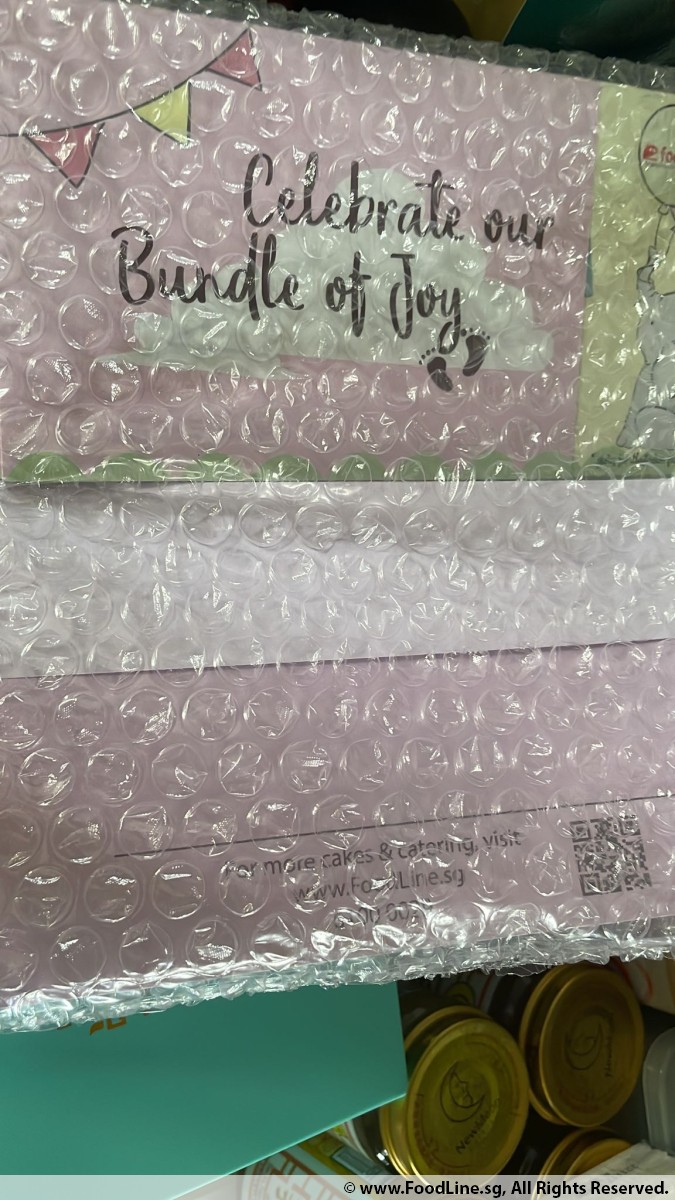 Celebrate our
Bundle of Joy
For more cakes & catering, visit
www.FoodLine.sg
© www.FoodLine.sg, All Rights Reserved.